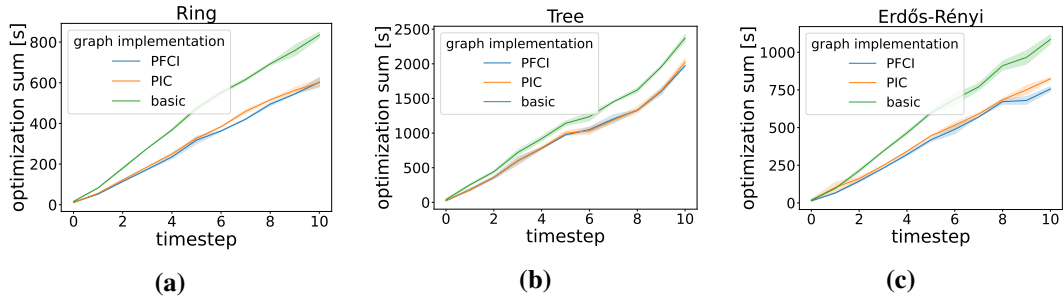 Ring
optimization sum [s]
800
600
400
200
0
graph implementation
PFCI
PIC
basic
0 2 4 6 8 10
timestep
(a)
Tree
optimization sum [s]
2500
2000
1500
1000
500
0
graph implementation
PFCI
PIC
basic
0 2 4 6 8 10
timestep
(b)
Erdős-Rényi
optimization sum [s]
1000
750
500
250
0
graph implementation
PFCI
PIC
basic
0 2 4 6 8 10
timestep
(c)